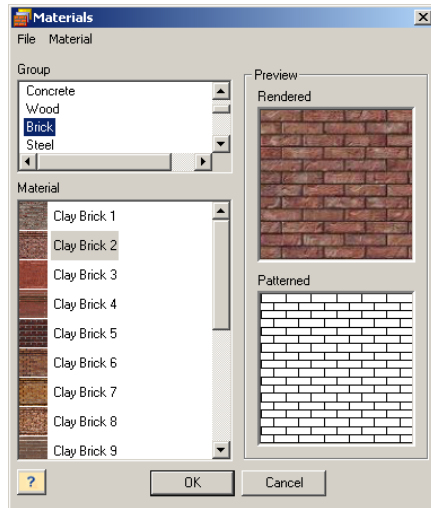 Materials
File Material
Group
Concrete
Wood
Brick
Steel
Material
Clay Brick 1
Clay Brick 2
Clay Brick 3
Clay Brick 4
Clay Brick 5
Clay Brick 6
Clay Brick 7
Clay Brick 8
Clay Brick 9
Preview
Rendered
Patterned
?
OK
Cancel